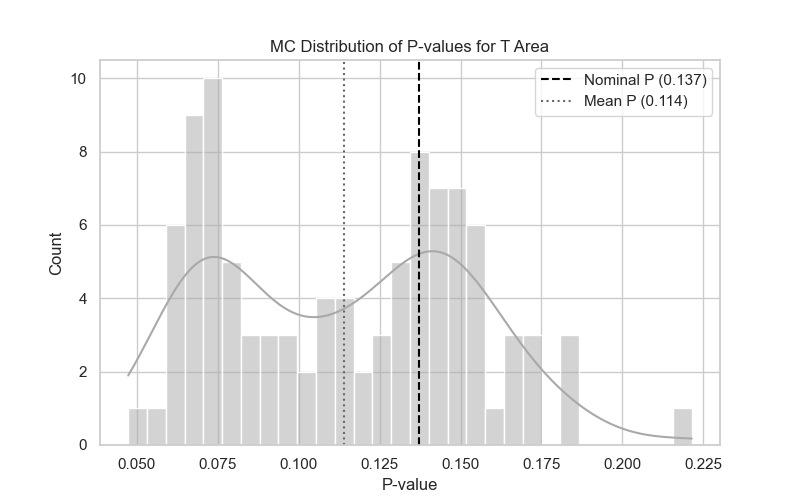 MC Distribution of P-values for T Area
Nominal P (0.137)
Mean P (0.114)
10
8
6
4
2
0
Count
0.050 0.075 0.100 0.125 0.150 0.175 0.200 0.225
P-value